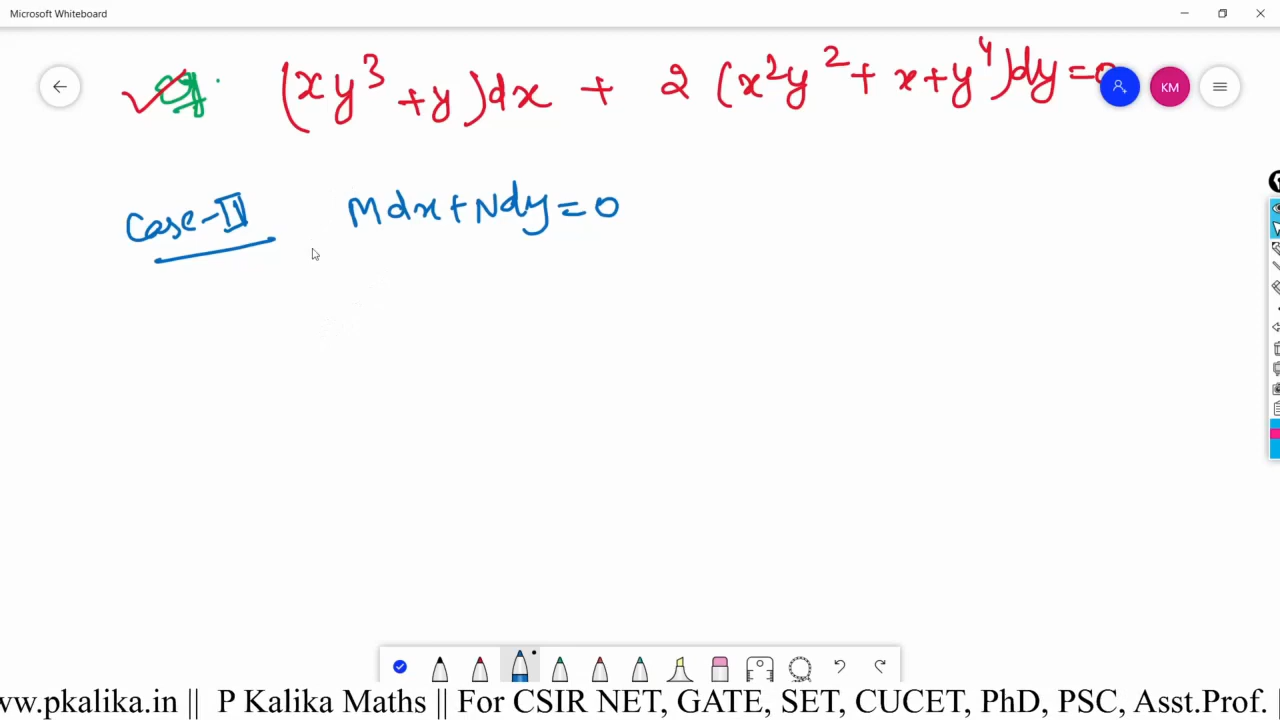 Microsoft Whiteboard
eg. (xy³ + y)dx + 2 (x²y² + x + y⁴)dy = 0
KM
Case-II Mdx + Ndy = 0
ww.pkalika.in || P Kalika Maths || For CSIR NET, GATE, SET, CUCET, PhD, PSC, Asst.Prof.